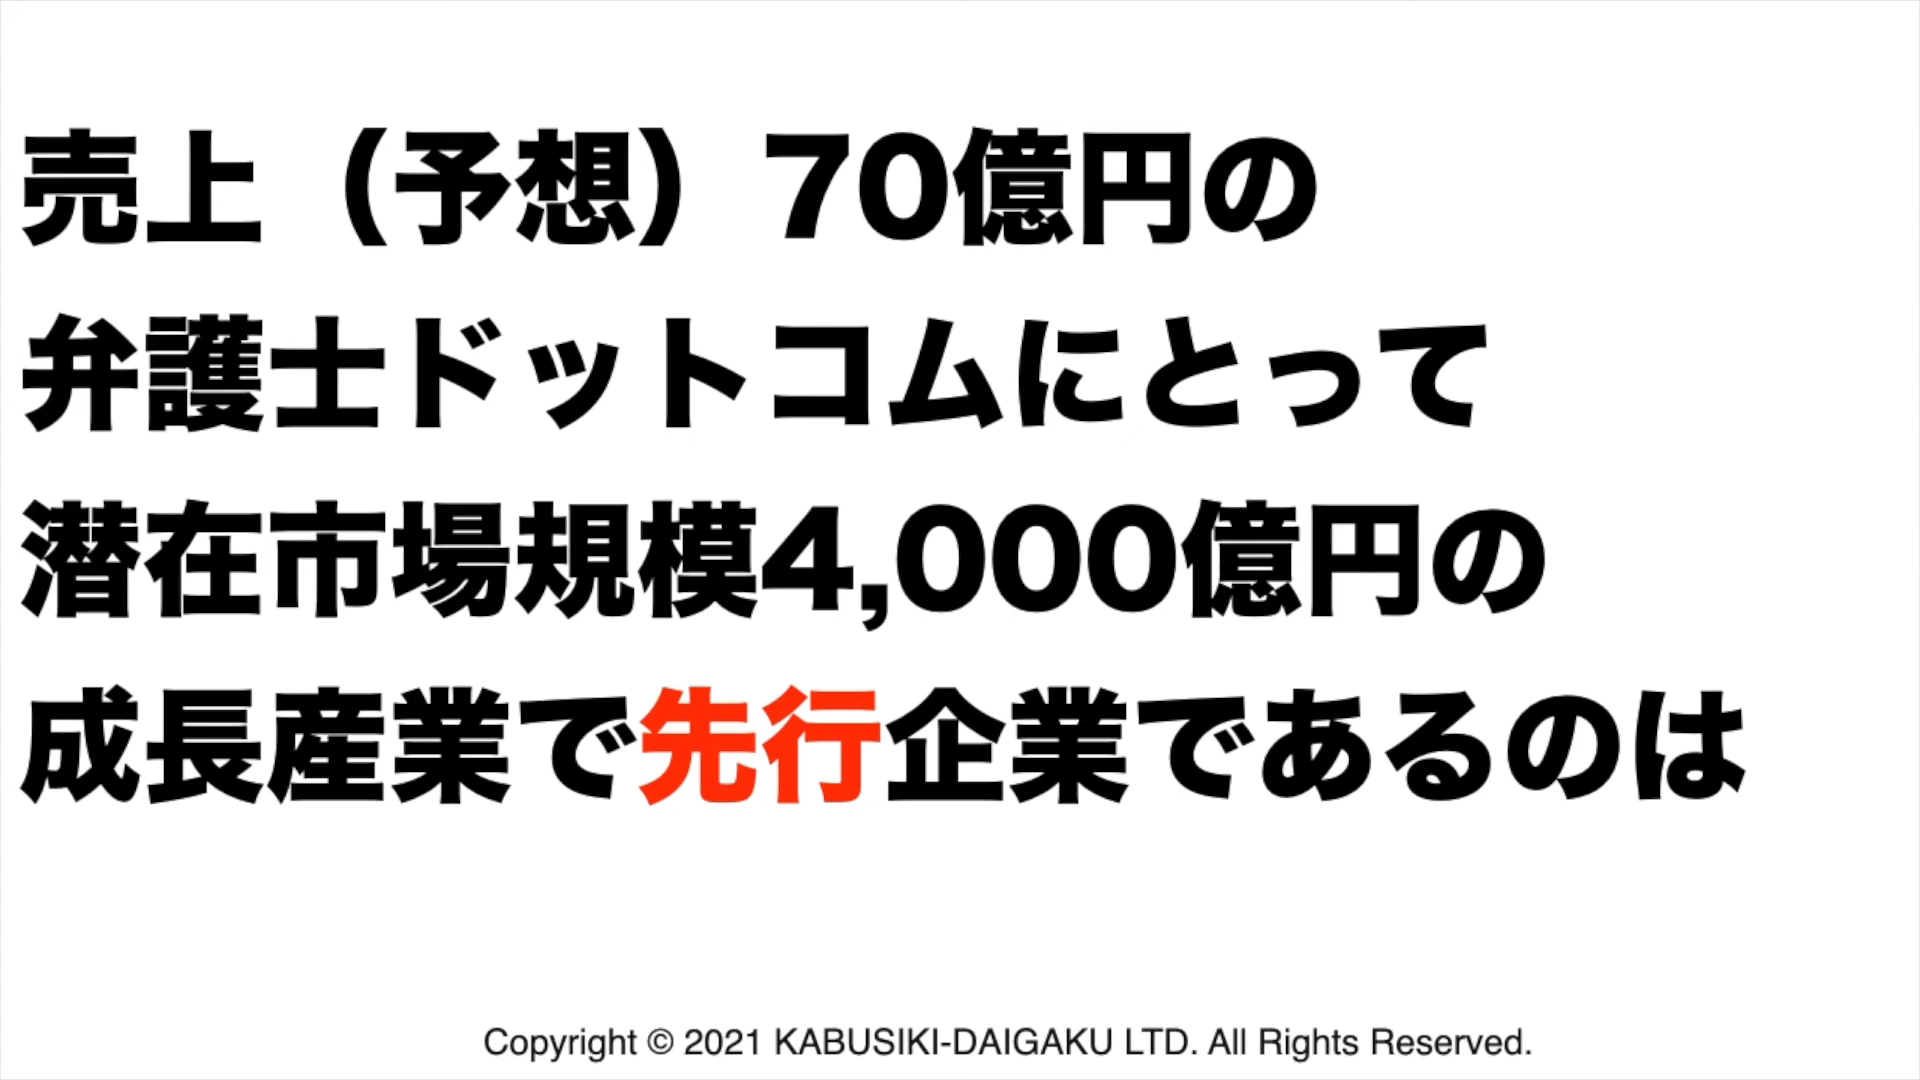 売上（予想）70億円の
弁護士ドットコムにとって
潜在市場規模4,000億円の
成長産業で先行企業であるのは
Copyright © 2021 KABUSIKI-DAIGAKU LTD. All Rights Reserved.